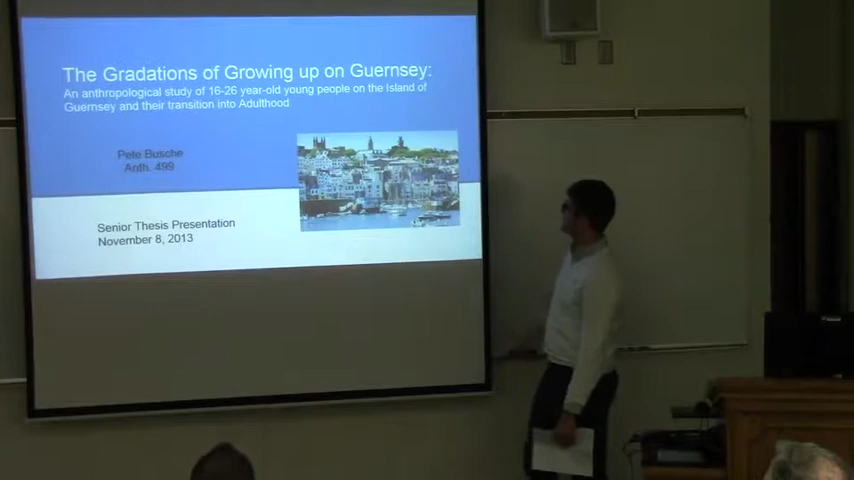 The Gradations of Growing up on Guernsey:
An anthropological study of 16-26 year-old young people on the Island of
Guernsey and their transition into Adulthood
Pete Busche
Anth. 499
Senior Thesis Presentation
November 8, 2013